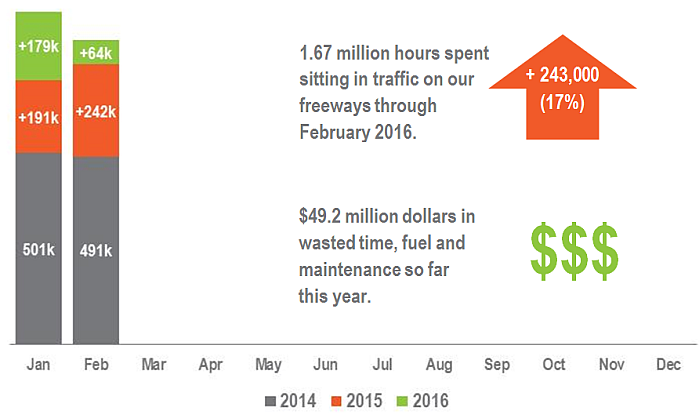 +179k
+64k
+191k
+242k
501k
491k
1.67 million hours spent
sitting in traffic on our
freeways through
February 2016.
+ 243,000
(17%)
$49.2 million dollars in
wasted time, fuel and
maintenance so far
this year.
$$$
Jan Feb Mar Apr May Jun Jul Aug Sep Oct Nov Dec
2014 2015 2016